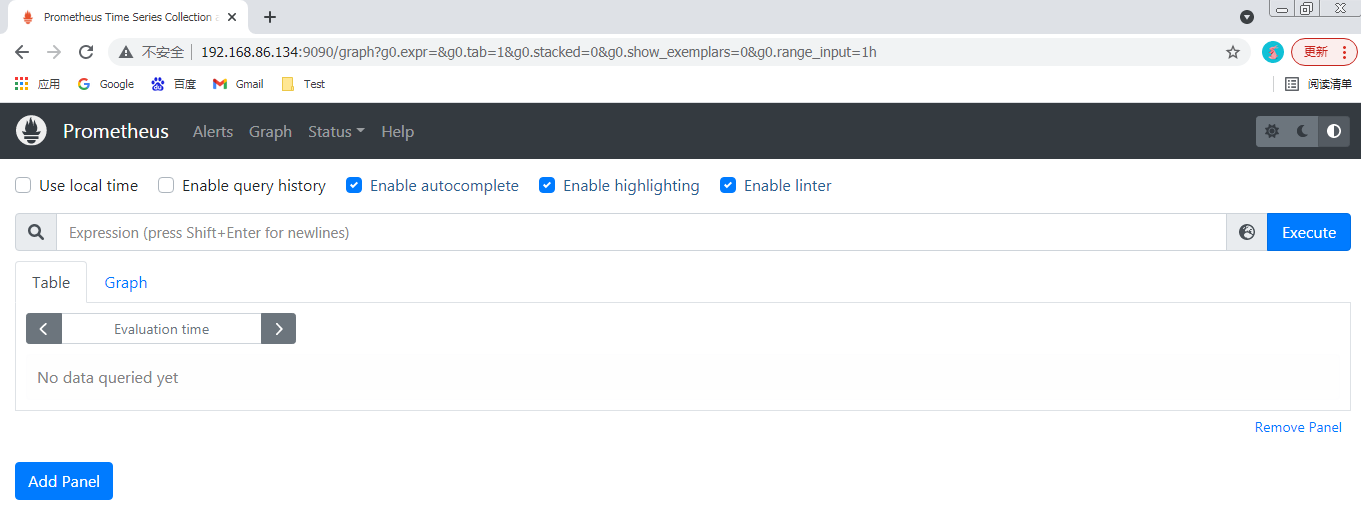 Prometheus Time Series Collection
不安全 192.168.86.134:9090/graph?g0.expr=&g0.tab=1&g0.stacked=0&g0.show_exemplars=0&g0.range_input=1h 更新
应用 Google 百度 Gmail Test 阅读清单
Prometheus Alerts Graph Status Help
Use local time Enable query history Enable autocomplete Enable highlighting Enable linter
Expression (press Shift+Enter for newlines) Execute
Table Graph
Evaluation time
No data queried yet
Remove Panel
Add Panel